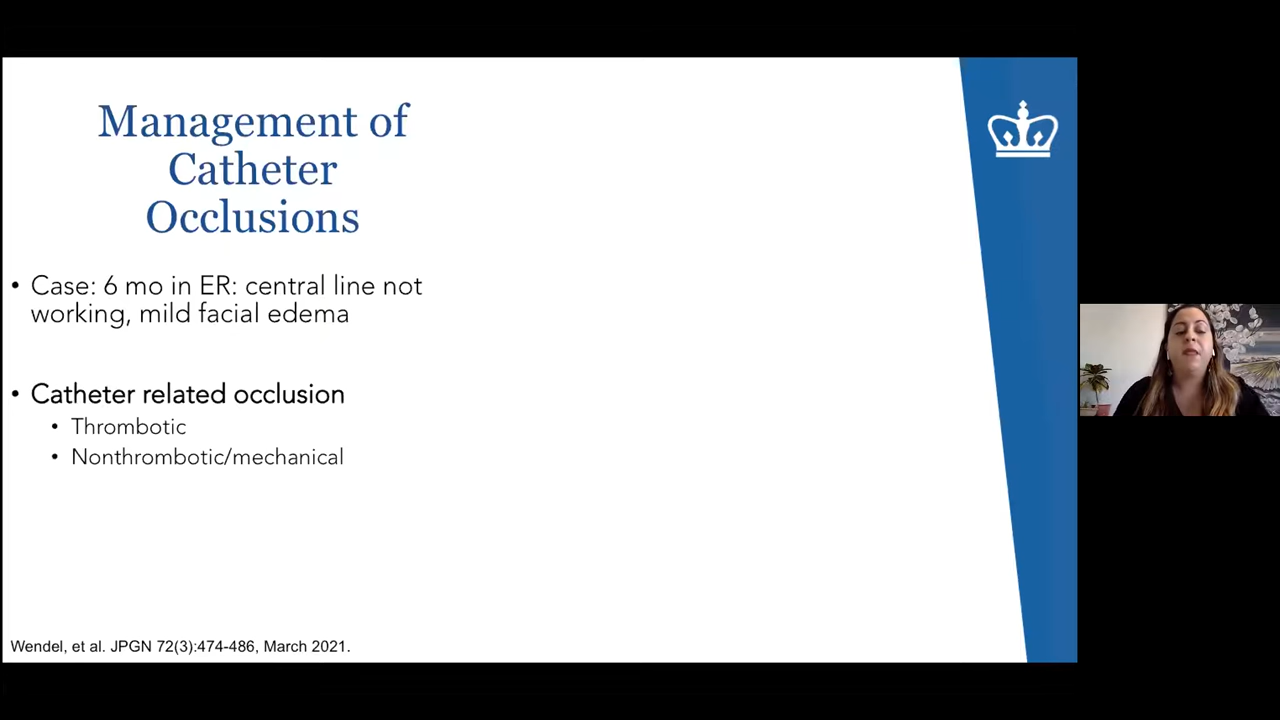 Management of
Catheter
Occlusions
• Case: 6 mo in ER: central line not
working, mild facial edema
• Catheter related occlusion
• Thrombotic
• Nonthrombotic/mechanical
Wendel, et al. JPGN 72(3):474-486, March 2021.